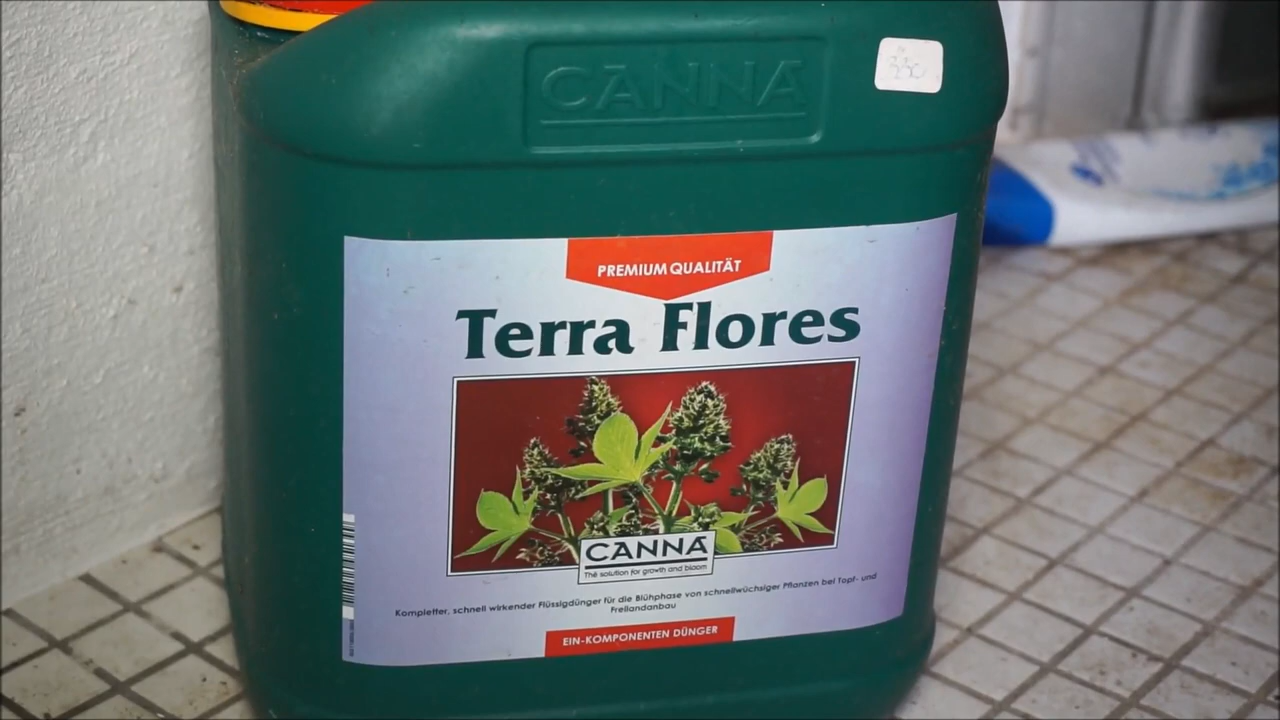 CANNA
PREMIUM QUALITÄT
Terra Flores
CANNA
The solution for growth and bloom
Kompletter, schnell wirkender Flüssigdünger für die Blühphase von schnellwüchsiger Pflanzen bei Topf- und
Freilandanbau
EIN-KOMPONENTEN DÜNGER